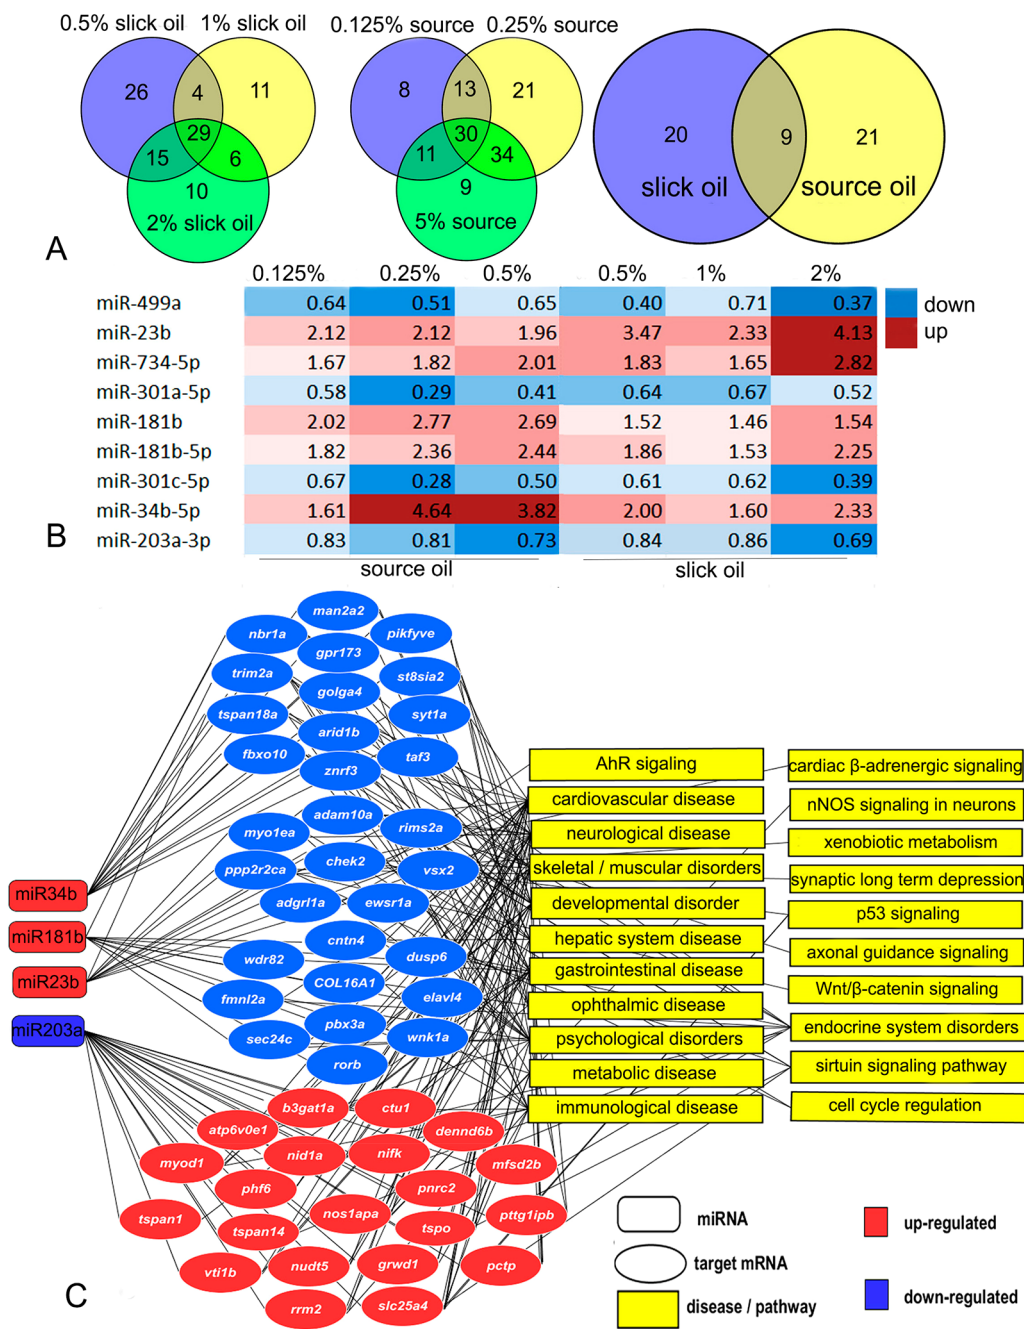 0.5% slick oil 1% slick oil 0.125% source 0.25% source
26 4 11 8 13 21
29 30 20 9 21
15 6 11 34
10 9 slick oil source oil
2% slick oil 5% source
A
0.125% 0.25% 0.5% 0.5% 1% 2%
miR-499a 0.64 0.51 0.65 0.40 0.71 0.37 down
miR-23b 2.12 2.12 1.96 3.47 2.33 4.13 up
miR-734-5p 1.67 1.82 2.01 1.83 1.65 2.82
miR-301a-5p 0.58 0.29 0.41 0.64 0.67 0.52
miR-181b 2.02 2.77 2.69 1.52 1.46 1.54
miR-181b-5p 1.82 2.36 2.44 1.86 1.53 2.25
miR-301c-5p 0.67 0.28 0.50 0.61 0.62 0.39
miR-34b-5p 1.61 4.64 3.82 2.00 1.60 2.33
miR-203a-3p 0.83 0.81 0.73 0.84 0.86 0.69
B
source oil slick oil
man2a2
nbr1a pikfyve
gpr173
trim2a st8sia2
golga4
tspan18a syt1a
arid1b
fbxo10 taf3
znrf3
adam10a
myo1ea rims2a
chek2
ppp2r2ca vsx2
adgrl1a ewsr1a
cntn4
wdr82 dusp6
COL16A1
fmnl2a elavl4
pbx3a
sec24c wnk1a
rorb
miR34b
miR181b
miR23b
miR203a
AhR sigaling
cardiovascular disease
neurological disease
skeletal / muscular disorders
developmental disorder
hepatic system disease
gastrointestinal disease
ophthalmic disease
psychological disorders
metabolic disease
immunological disease
cardiac β-adrenergic signaling
nNOS signaling in neurons
xenobiotic metabolism
synaptic long term depression
p53 signaling
axonal guidance signaling
Wnt/β-catenin signaling
endocrine system disorders
sirtuin signaling pathway
cell cycle regulation
b3gat1a ctu1
atp6v0e1 dennd6b
myod1 nid1a nifk mfsd2b
phf6 pnrc2
tspan1 tspan14 nos1apa tspo pttg1ipb
vti1b nudt5 grwd1 pctp
rrm2 slc25a4
C
miRNA
target mRNA
disease / pathway
up-regulated
down-regulated